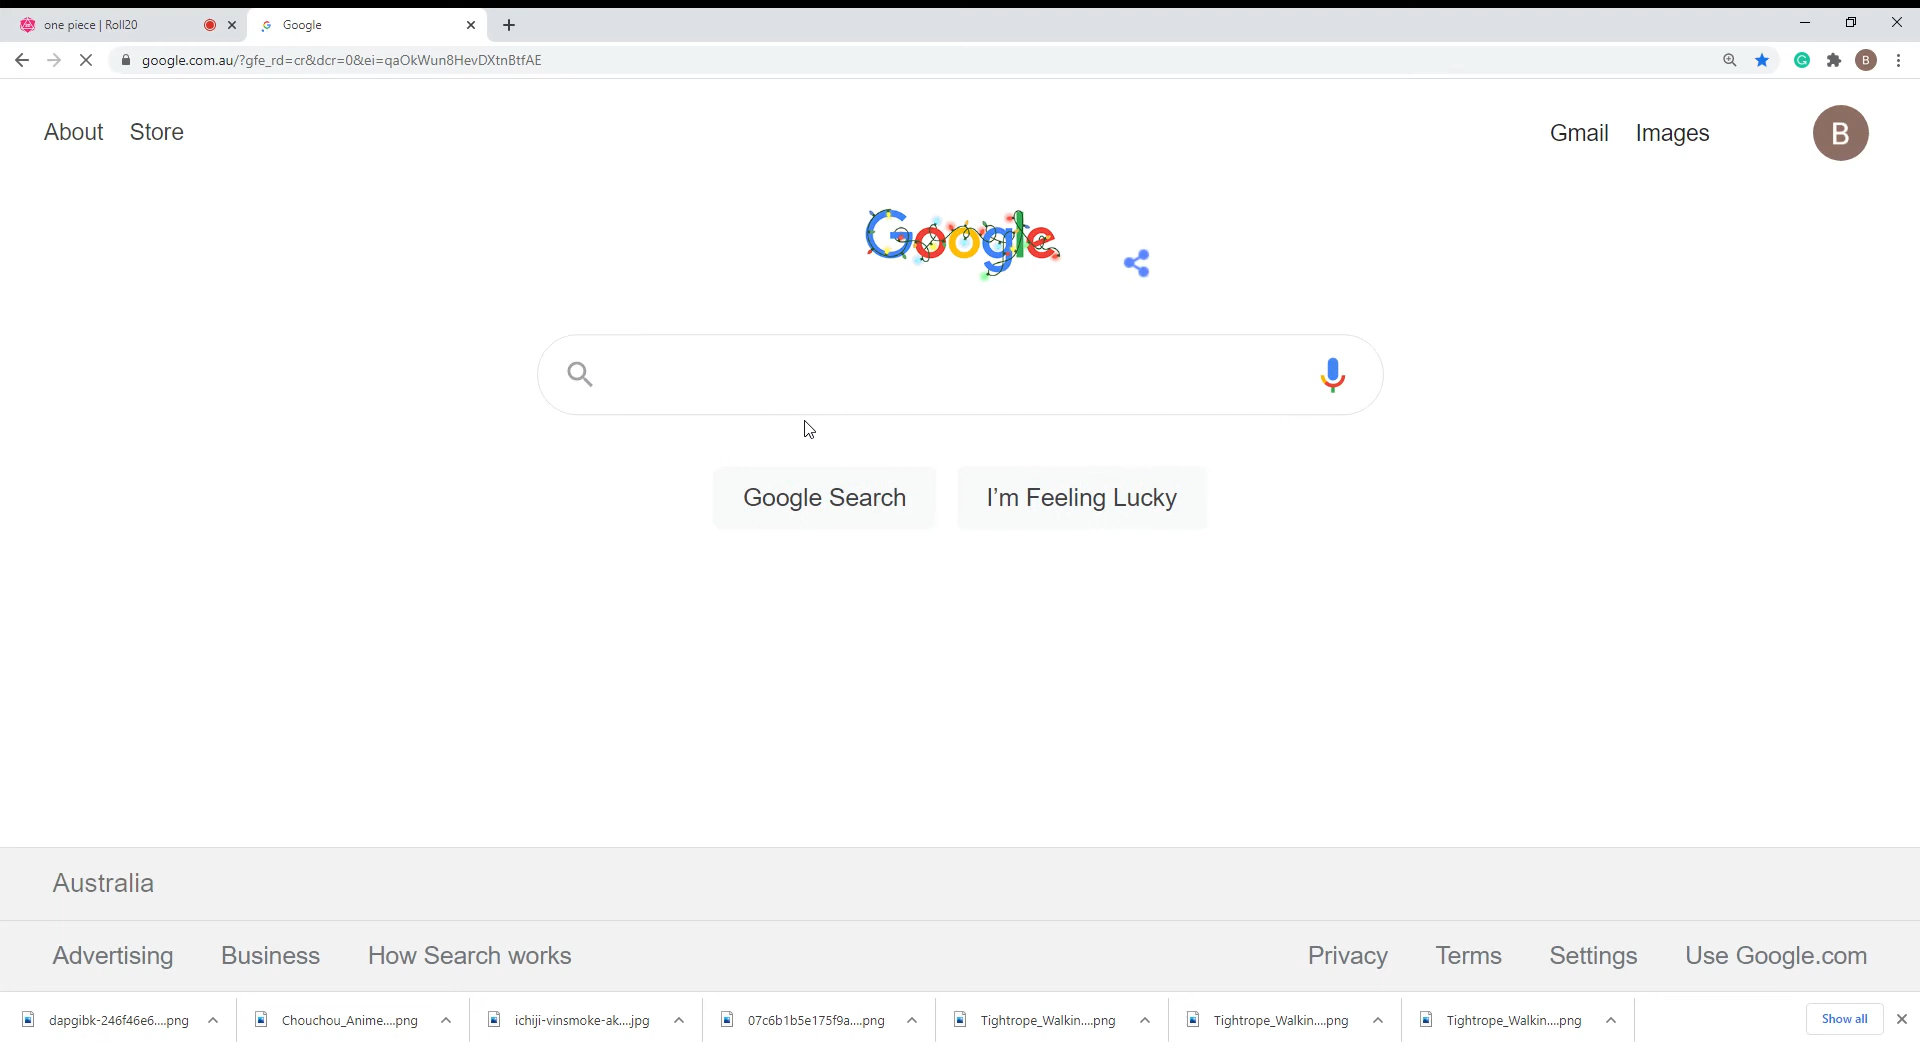 one piece | Roll20
Google
google.com.au/?gfe_rd=cr&dcr=0&ei=qaOkWun8HevDXtnBtfAE
B
About Store
Gmail Images B
Google
Google Search I'm Feeling Lucky
Australia
Advertising Business How Search works
Privacy Terms Settings Use Google.com
dapgibk-246f46e6....png
Chouchou_Anime....png
ichiji-vinsmoke-ak....jpg
07c6b1b5e175f9a....png
Tightrope_Walkin....png
Tightrope_Walkin....png
Tightrope_Walkin....png
Show all